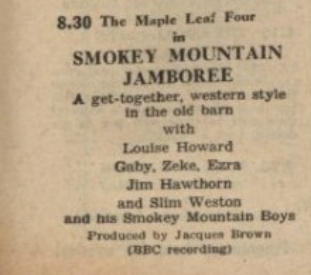 8.30 The Maple Leaf Four
in
SMOKEY MOUNTAIN
JAMBOREE
A get-together, western style
in the old barn
with
Louise Howard
Gaby, Zeke, Ezra
Jim Hawthorn
and Slim Weston
and his Smokey Mountain Boys
Produced by Jacques Brown
(BBC recording)